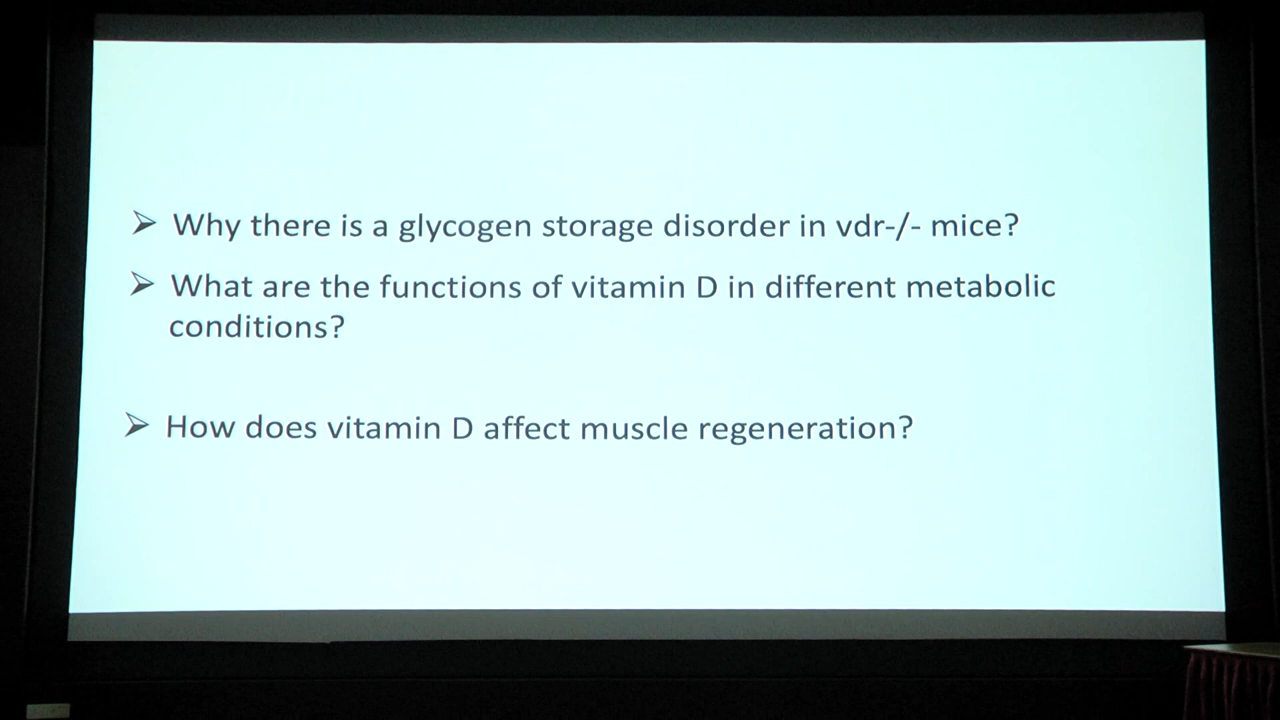 ➢ Why there is a glycogen storage disorder in vdr-/- mice?
➢ What are the functions of vitamin D in different metabolic
conditions?
➢ How does vitamin D affect muscle regeneration?